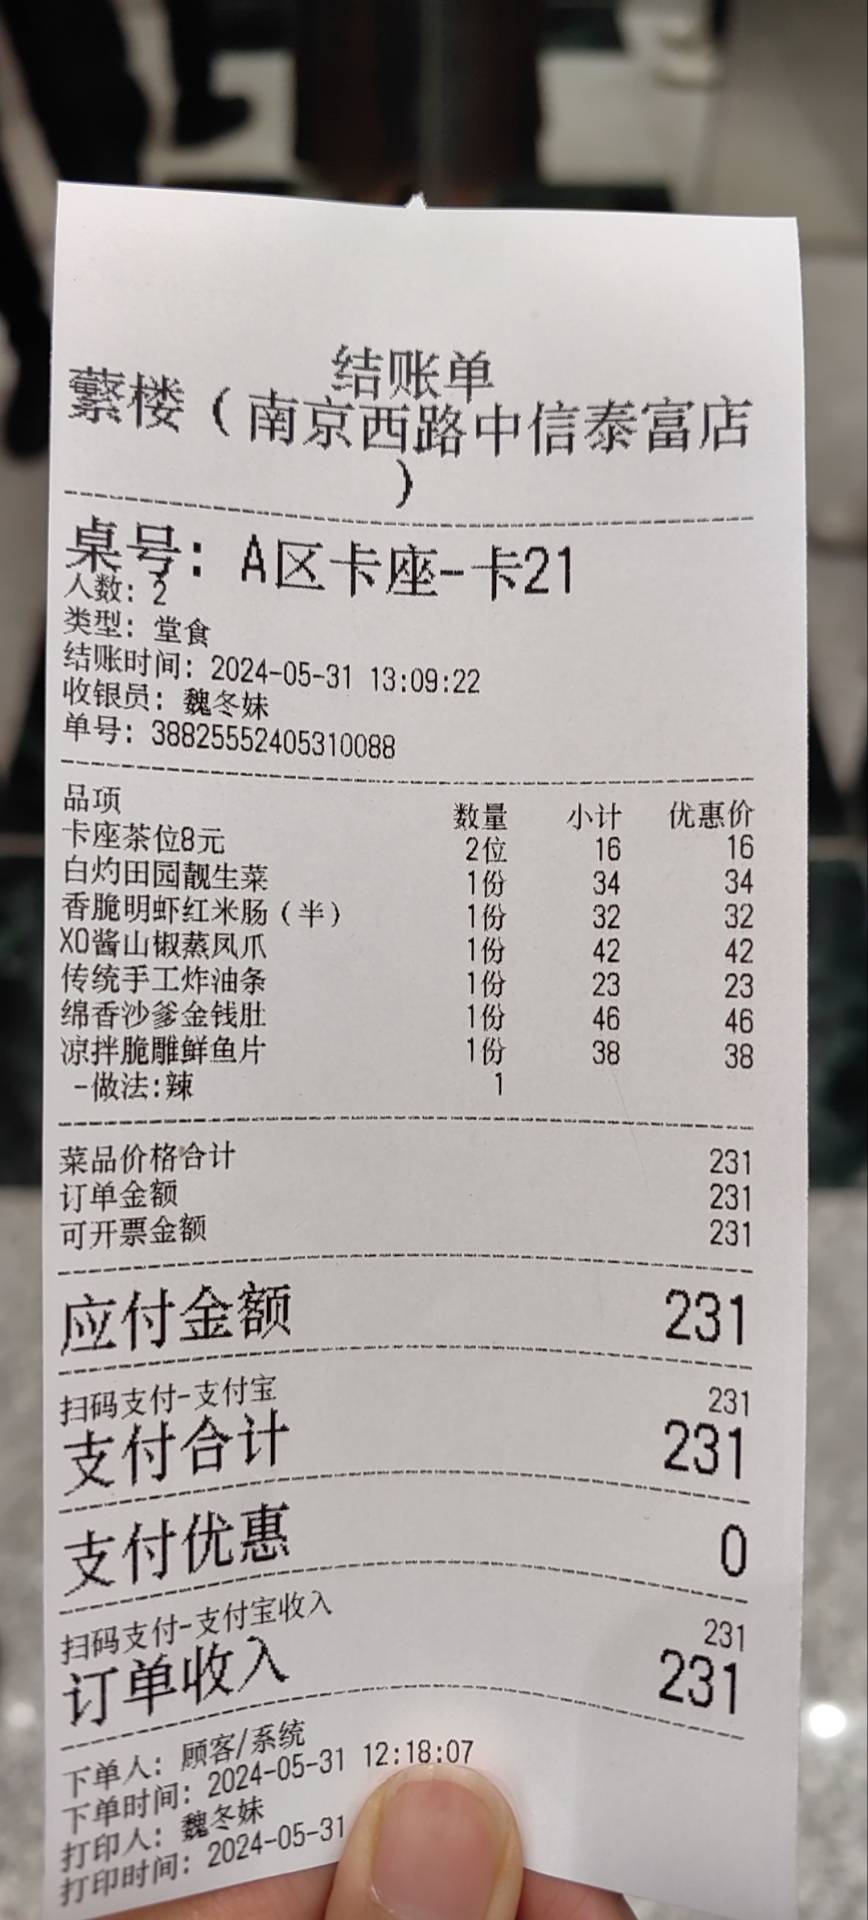 结账单
蘩楼（南京西路中信泰富店
）
桌号：A区卡座-卡21
人数：2
类型：堂食
结账时间：2024-05-31 13:09:22
收银员：魏冬妹
单号：38825552405310088
品项 数量 小计 优惠价
卡座茶位8元 2位 16 16
白灼田园靓生菜 1份 34 34
香脆明虾红米肠（半） 1份 32 32
XO酱山椒蒸凤爪 1份 42 42
传统手工炸油条 1份 23 23
绵香沙爹金钱肚 1份 46 46
凉拌脆雕鲜鱼片 1份 38 38
-做法:辣 1
菜品价格合计 231
订单金额 231
可开票金额 231
应付金额 231
扫码支付-支付宝 231
支付合计 231
支付优惠 0
扫码支付-支付宝收入 231
订单收入 231
下单人：顾客/系统
下单时间：2024-05-31 12:18:07
打印人：魏冬妹
打印时间：2024-05-31